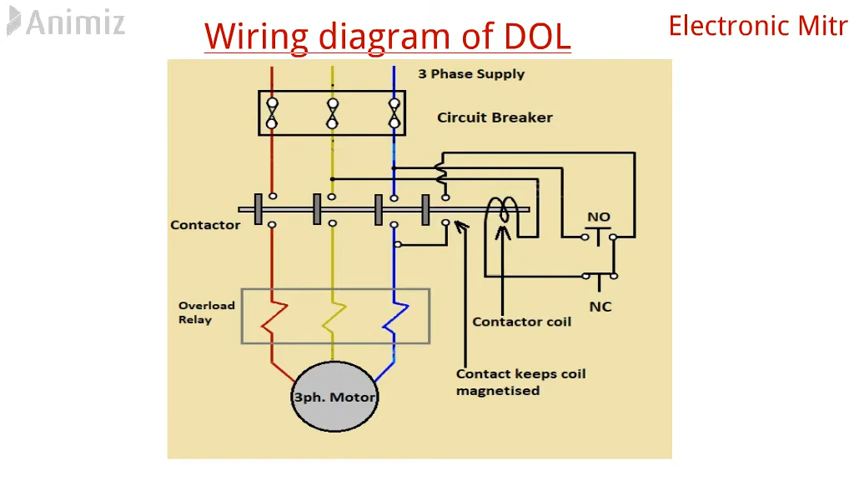 Animiz
Wiring diagram of DOL
Electronic Mitr
3 Phase Supply
Circuit Breaker
Contactor
NO
Overload
Relay
NC
Contactor coil
Contact keeps coil
magnetised
3ph. Motor